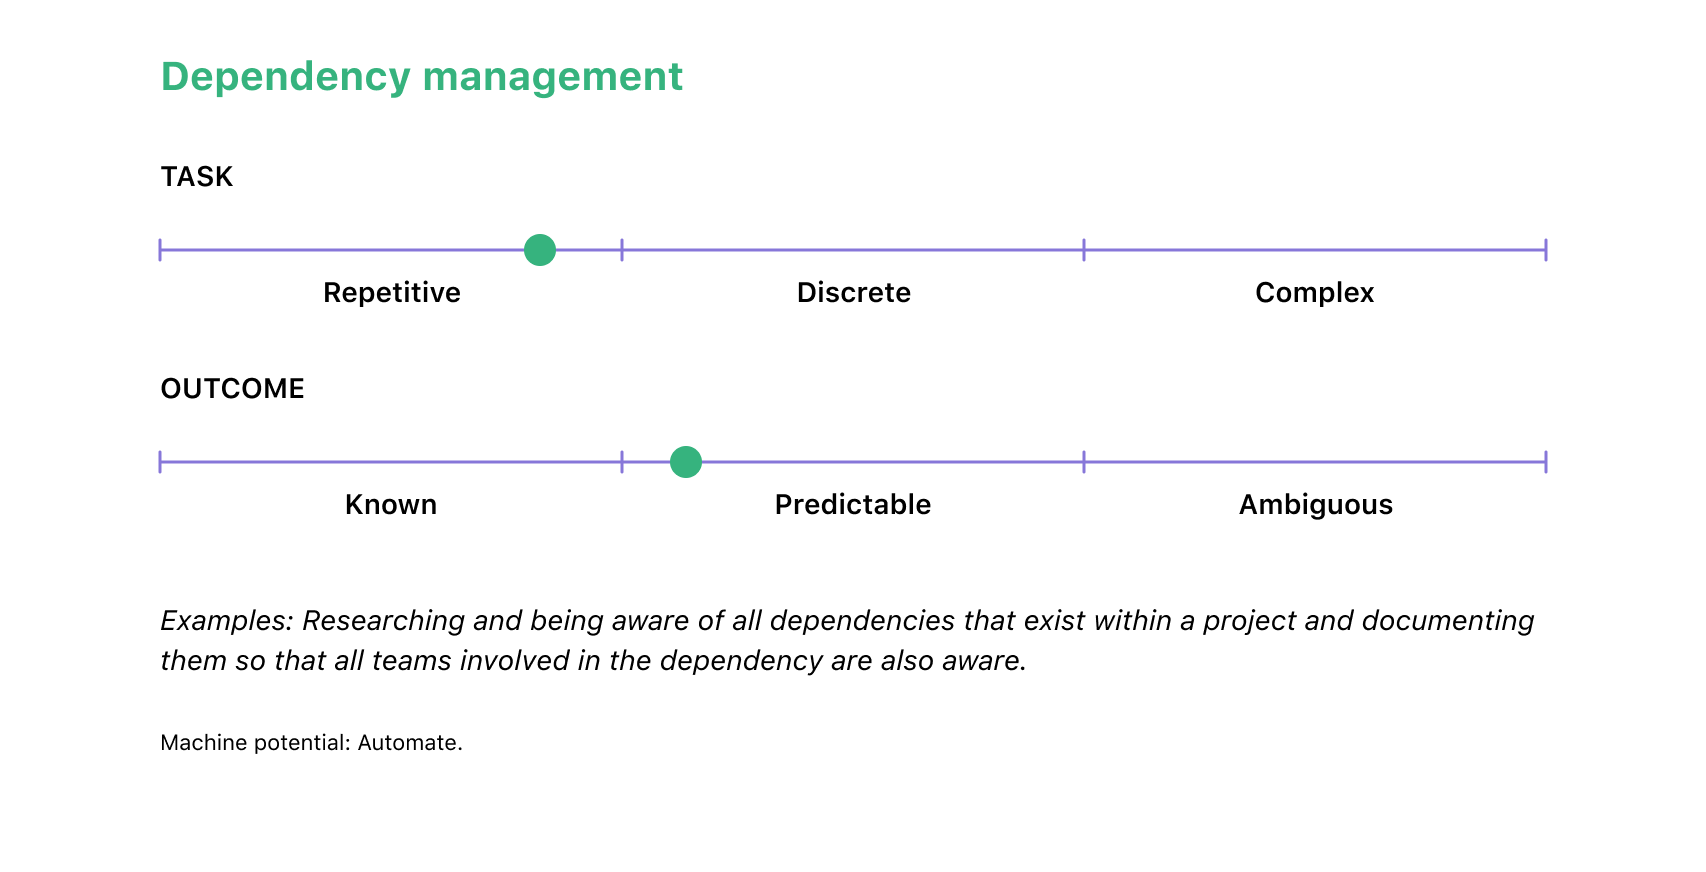 Dependency management
TASK
Repetitive
Discrete
Complex
OUTCOME
Known
Predictable
Ambiguous
Examples: Researching and being aware of all dependencies that exist within a project and documenting
them so that all teams involved in the dependency are also aware.
Machine potential: Automate.